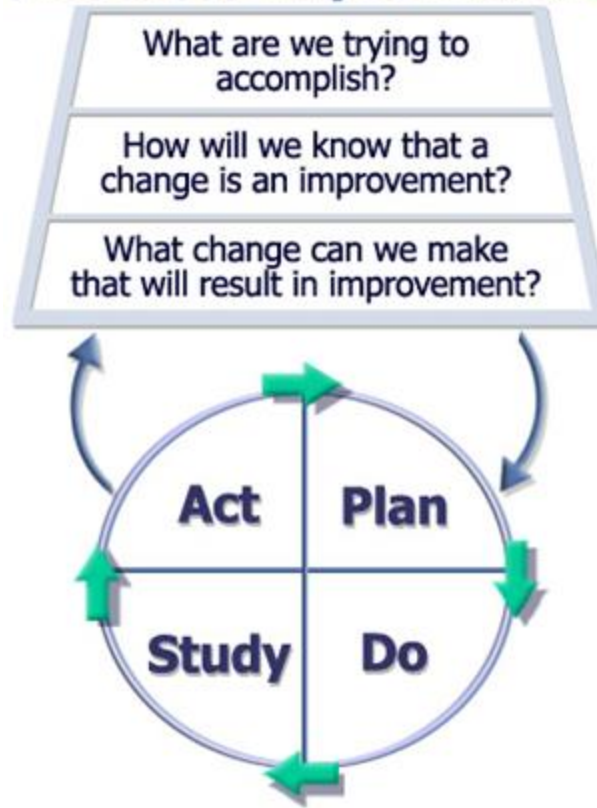 What are we trying to
accomplish?
How will we know that a
change is an improvement?
What change can we make
that will result in improvement?
Act
Plan
Study
Do